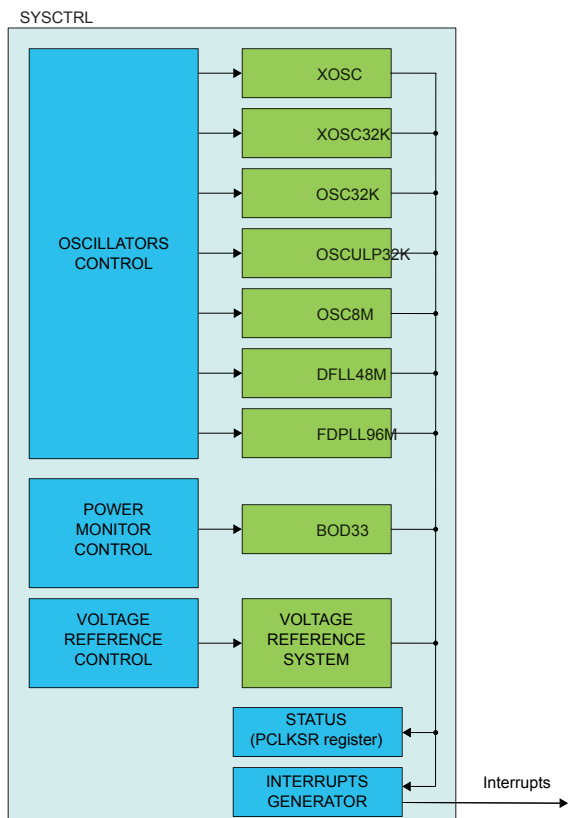 SYSCTRL
XOSC
XOSC32K
OSC32K
OSCILLATORS
CONTROL
OSCULP32K
OSC8M
DFLL48M
FDPLL96M
POWER
MONITOR
CONTROL
BOD33
VOLTAGE
REFERENCE
CONTROL
VOLTAGE
REFERENCE
SYSTEM
STATUS
(PCLKSR register)
INTERRUPTS
GENERATOR
Interrupts